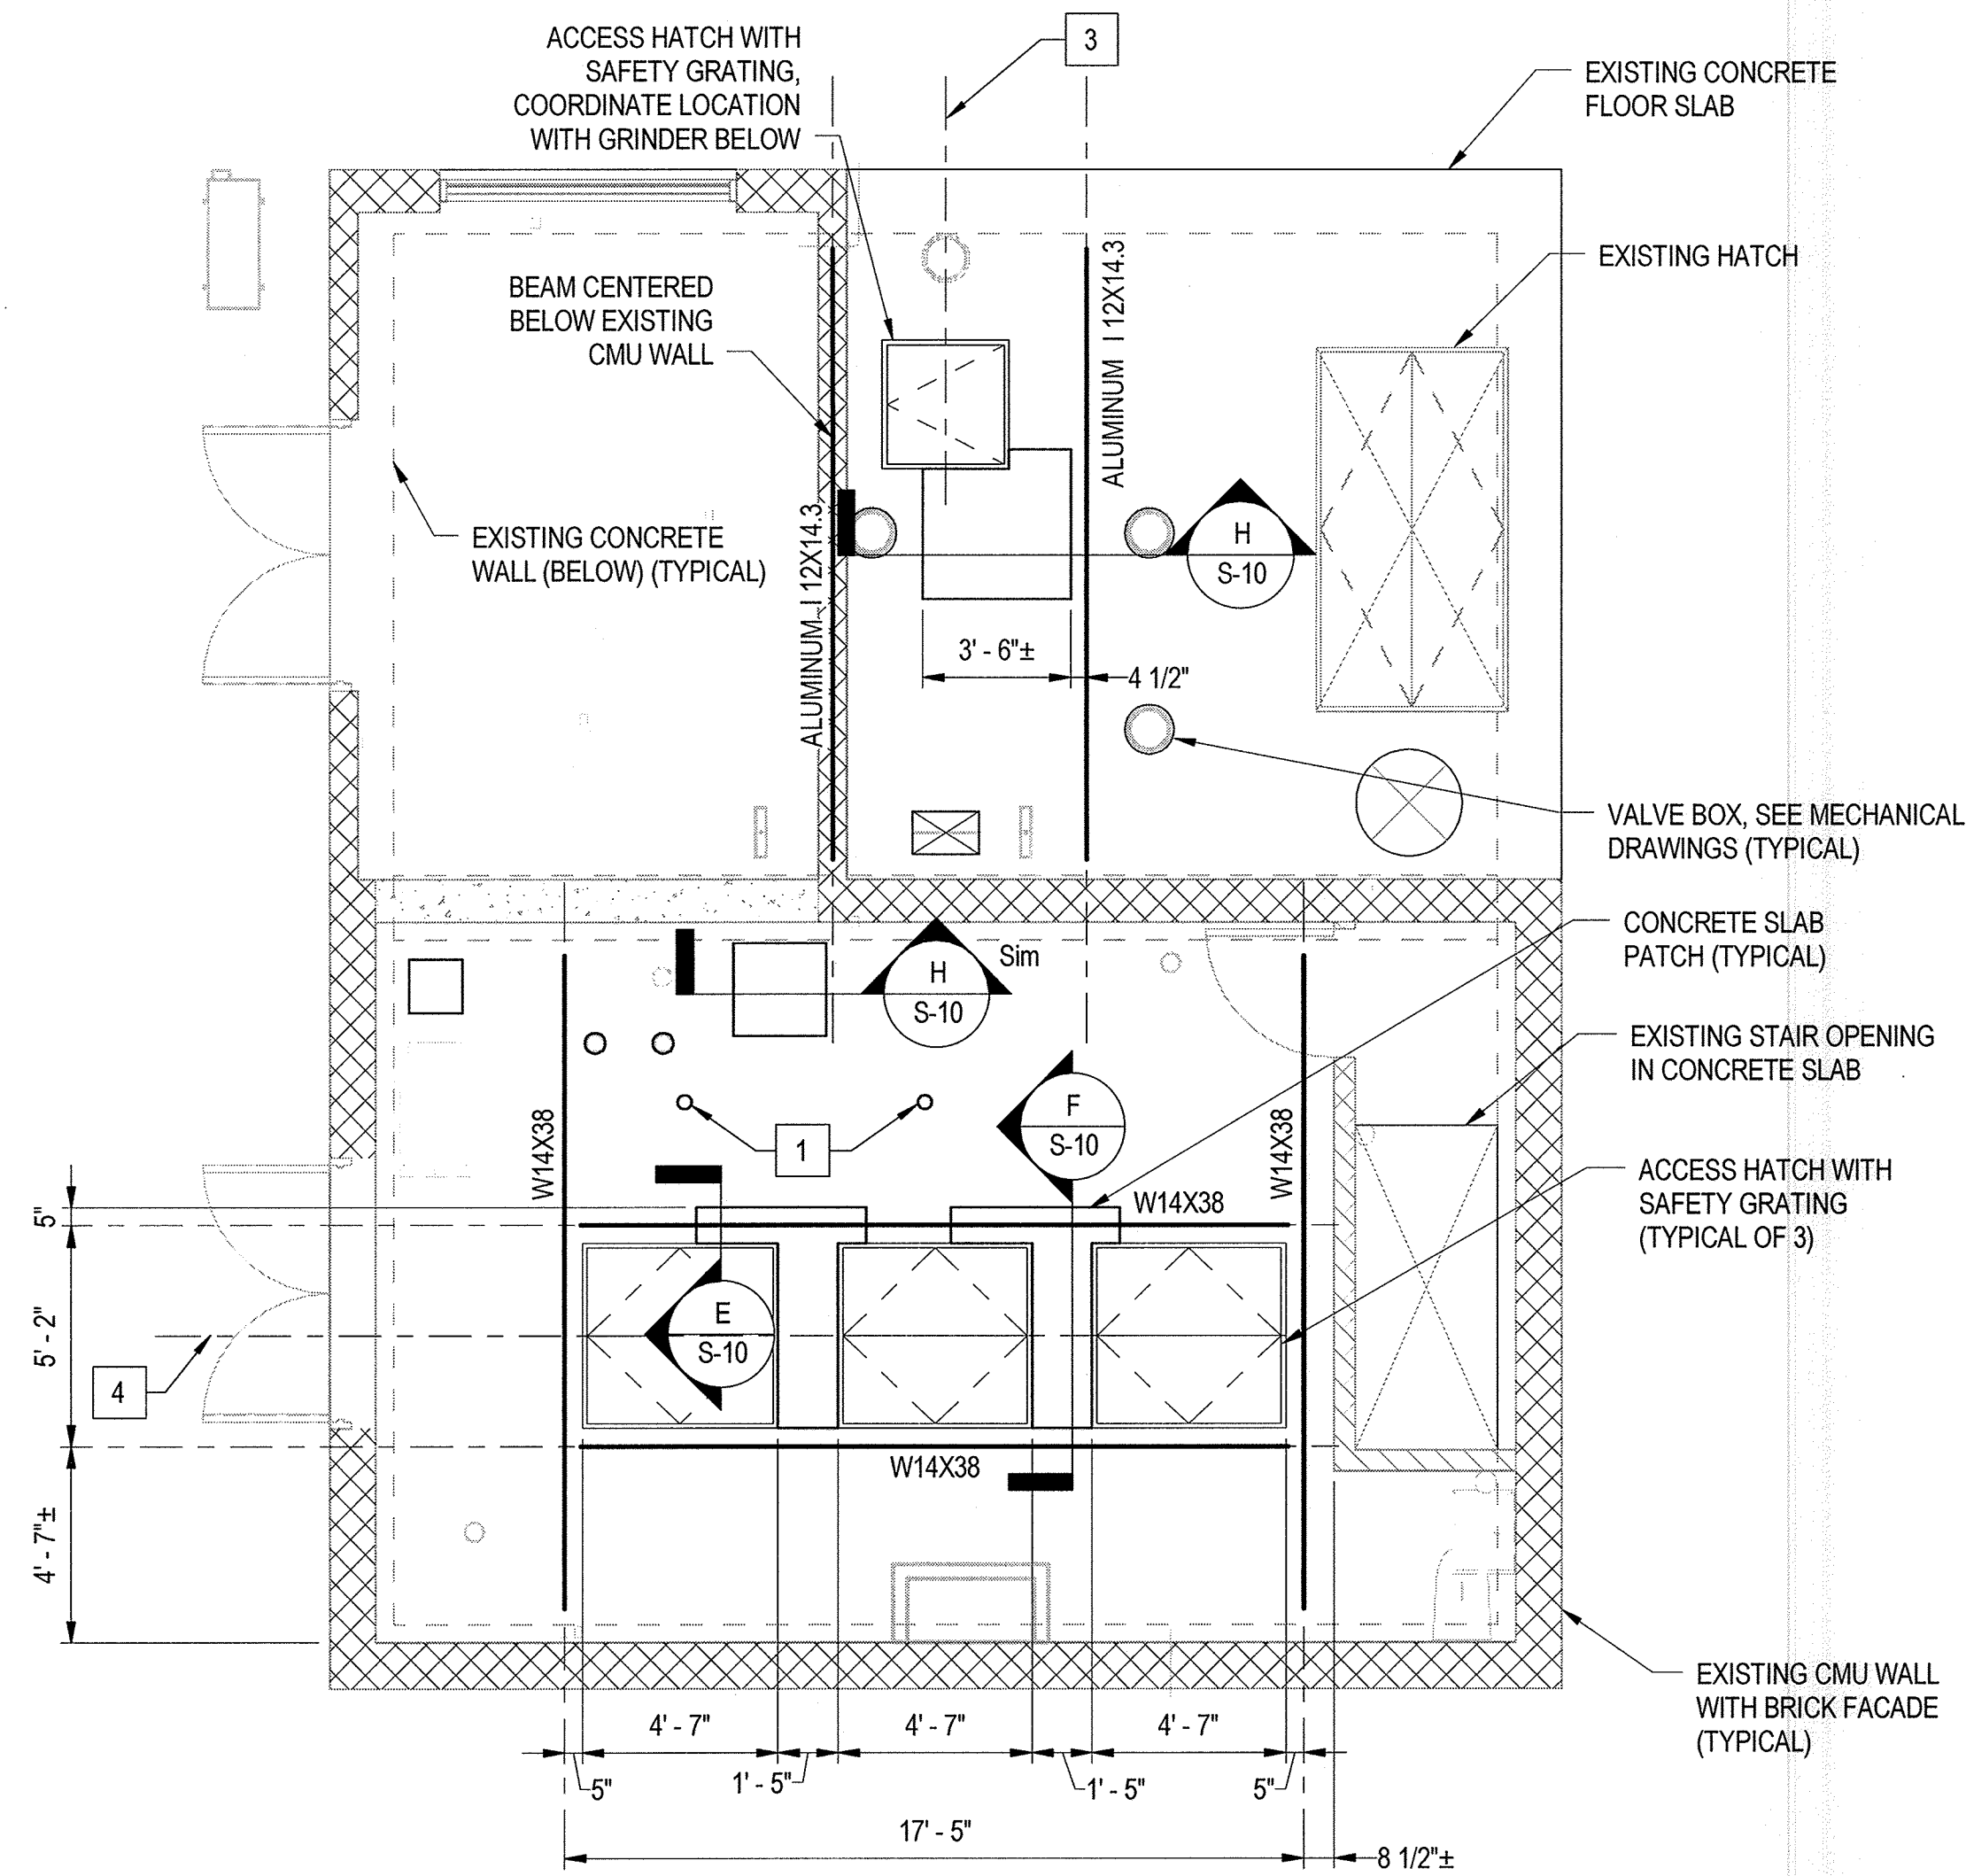 ACCESS HATCH WITH
SAFETY GRATING,
COORDINATE LOCATION
WITH GRINDER BELOW
3
EXISTING CONCRETE
FLOOR SLAB
EXISTING HATCH
BEAM CENTERED
BELOW EXISTING
CMU WALL
ALUMINUM I 12X14.3
EXISTING CONCRETE
WALL (BELOW) (TYPICAL)
ALUMINUM I 12X14.3
H
S-10
3' - 6"±
4 1/2"
VALVE BOX, SEE MECHANICAL
DRAWINGS (TYPICAL)
CONCRETE SLAB
PATCH (TYPICAL)
H
S-10
Sim
EXISTING STAIR OPENING
IN CONCRETE SLAB
W14X38
1
F
S-10
W14X38
W14X38
ACCESS HATCH WITH
SAFETY GRATING
(TYPICAL OF 3)
5"
5' - 2"
4
E
S-10
W14X38
4' - 7"±
EXISTING CMU WALL
WITH BRICK FACADE
(TYPICAL)
4' - 7"
4' - 7"
4' - 7"
5"
1' - 5"
1' - 5"
5"
17' - 5"
8 1/2"±